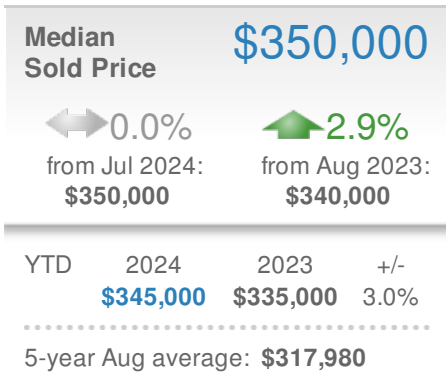 Median $350,000
Sold Price
0.0% 2.9%
from Jul 2024: from Aug 2023:
$350,000 $340,000
YTD 2024 2023 +/-
$345,000 $335,000 3.0%
5-year Aug average: $317,980